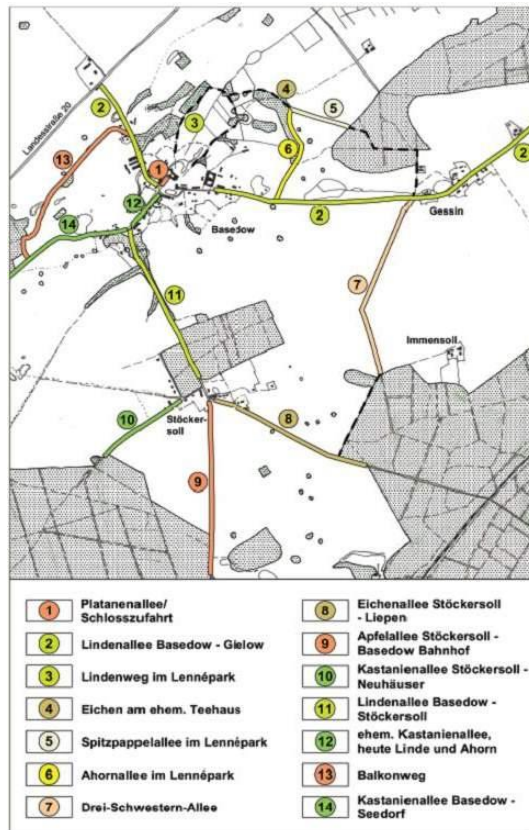 Landesstraße 20
2
13
14
1
12
3
4
5
6
2
2
Basedow
Gessin
11
7
Immensoll
10
Stöcker-
soll
8
9
1 Platanenallee/
Schlosszufahrt
2 Lindenallee Basedow - Gielow
3 Lindenweg im Lennépark
4 Eichen am ehem. Teehaus
5 Spitzpappelallee im Lennépark
6 Ahornallee im Lennépark
7 Drei-Schwestern-Allee
8 Eichenallee Stöckersoll
- Liepen
9 Apfelallee Stöckersoll -
Basedow Bahnhof
10 Kastanienallee Stöckersoll -
Neuhäuser
11 Lindenallee Basedow -
Stöckersoll
12 ehem. Kastanienallee,
heute Linde und Ahorn
13 Balkonweg
14 Kastanienallee Basedow -
Seedorf